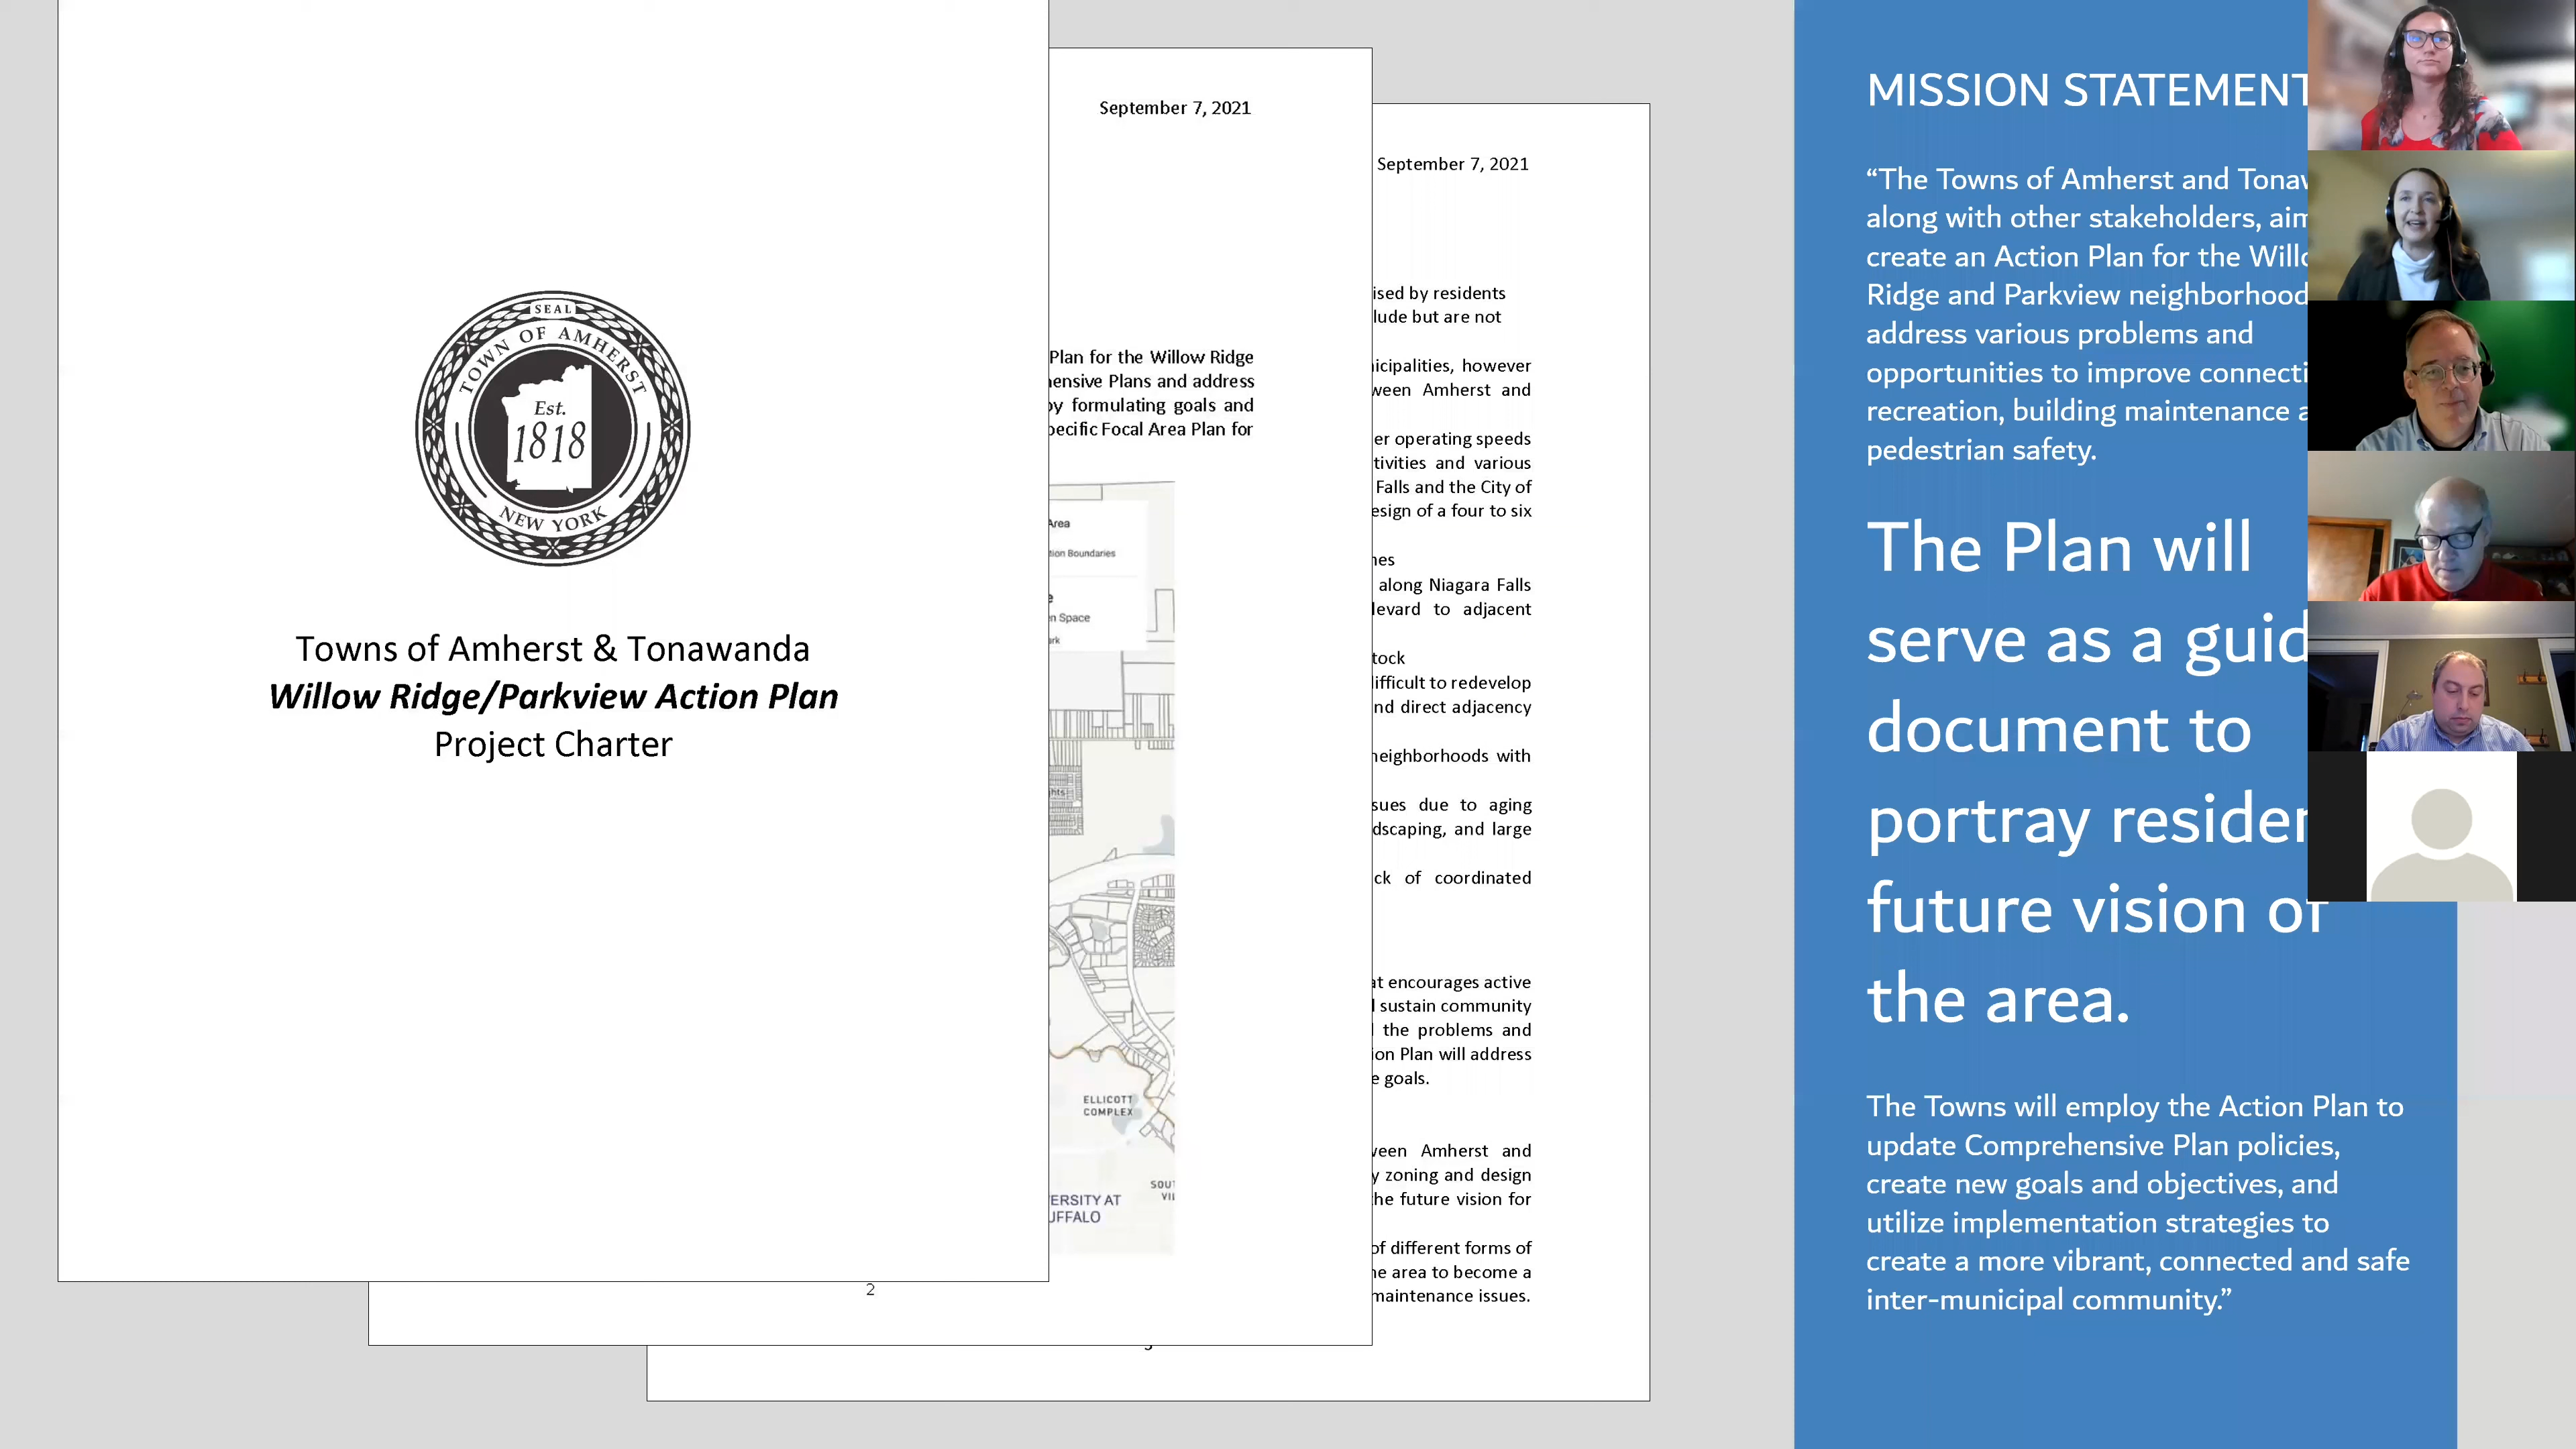 SEAL
TOWN OF AMHERST
Est.
1818
NEW YORK
Towns of Amherst & Tonawanda
Willow Ridge/Parkview Action Plan
Project Charter
September 7, 2021
Plan for the Willow Ridge
ensive Plans and address
by formulating goals and
pecific Focal Area Plan for
Area
tion Boundaries
n Space
ark
hts
ELLICOTT
COMPLEX
SOUT
VIL
ERSITY AT
UFFALO
2
September 7, 2021
ised by residents
lude but are not
icipalities, however
ween Amherst and
er operating speeds
tivities and various
Falls and the City of
esign of a four to six
nes
along Niagara Falls
levard to adjacent
tock
ifficult to redevelop
nd direct adjacency
neighborhoods with
sues due to aging
dscaping, and large
ck of coordinated
at encourages active
sustain community
the problems and
ion Plan will address
e goals.
ween Amherst and
y zoning and design
the future vision for
of different forms of
he area to become a
maintenance issues.
MISSION STATEMENT
“The Towns of Amherst and Tonaw
along with other stakeholders, aim
create an Action Plan for the Willo
Ridge and Parkview neighborhood
address various problems and
opportunities to improve connecti
recreation, building maintenance a
pedestrian safety.
The Plan will
serve as a guid
document to
portray residen
future vision of
the area.
The Towns will employ the Action Plan to
update Comprehensive Plan policies,
create new goals and objectives, and
utilize implementation strategies to
create a more vibrant, connected and safe
inter-municipal community.”